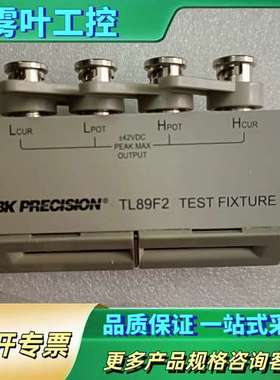 雾叶工控
LCUR LPOT HPOT HCUR
±42VDC
PEAK MAX
OUTPUT
BK PRECISION® TL89F2 TEST FIXTURE
开专票
品质保证 一站式采
更多产品规格咨询客